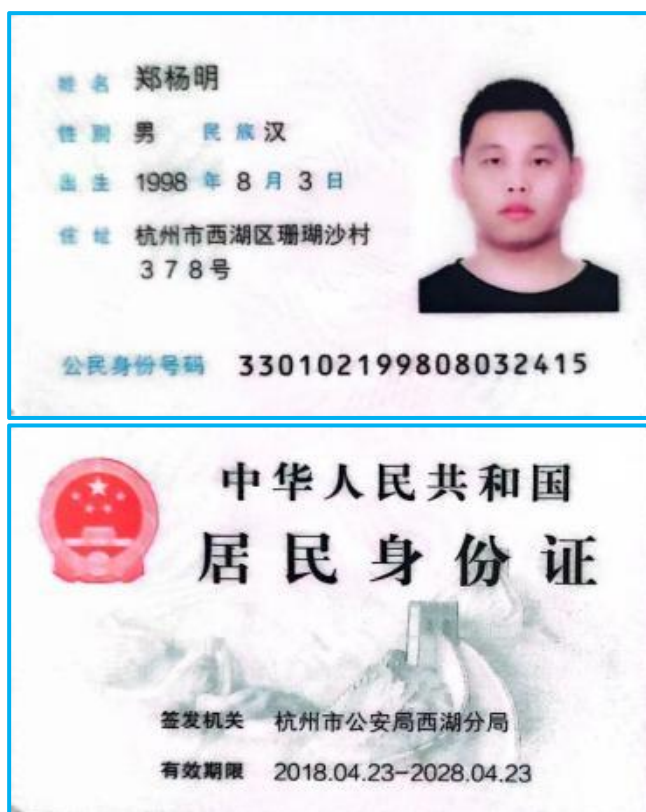 姓名 郑杨明
性别 男 民族 汉
出生 1998 年 8 月 3 日
住址 杭州市西湖区珊瑚沙村
378号
公民身份号码 330102199808032415
中华人民共和国
居民身份证
签发机关 杭州市公安局西湖分局
有效期限 2018.04.23-2028.04.23